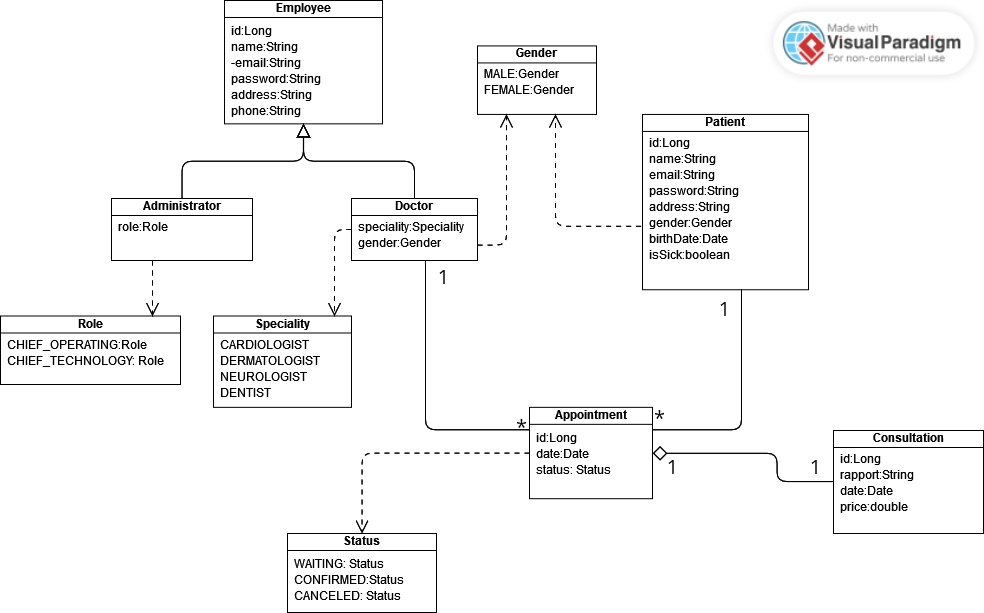 Employee
id:Long
name:String
-email:String
password:String
address:String
phone:String
Made with
VisualParadigm
For non-commercial use
Gender
MALE:Gender
FEMALE:Gender
Patient
id:Long
name:String
email:String
password:String
address:String
gender:Gender
birthDate:Date
isSick:boolean
Administrator
role:Role
Doctor
speciality:Speciality
gender:Gender
1
1
Role
CHIEF_OPERATING:Role
CHIEF_TECHNOLOGY: Role
Speciality
CARDIOLOGIST
DERMATOLOGIST
NEUROLOGIST
DENTIST
*
*
Appointment
id:Long
date:Date
status: Status
1
1
Consultation
id:Long
rapport:String
date:Date
price:double
Status
WAITING: Status
CONFIRMED:Status
CANCELED: Status